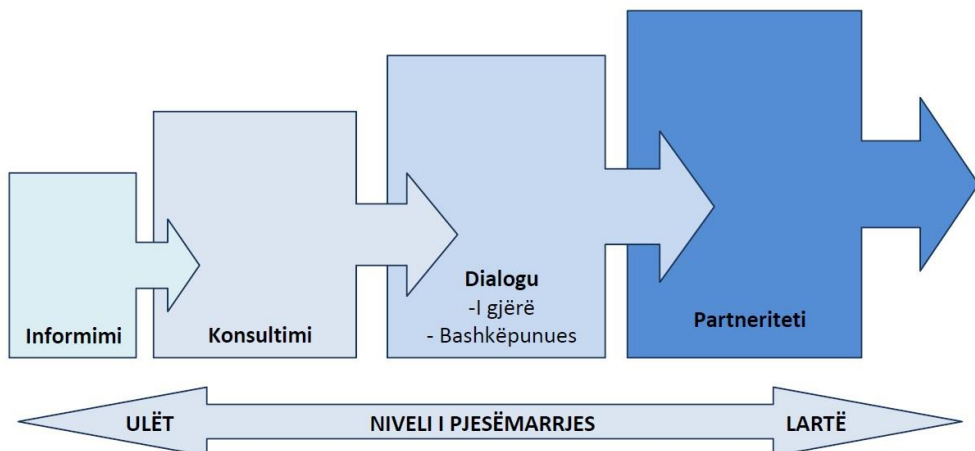 Informimi
Konsultimi
Dialogu
-I gjërë
- Bashkëpunues
Partneriteti
ULËT NIVELI I PJESËMARRJES LARTË